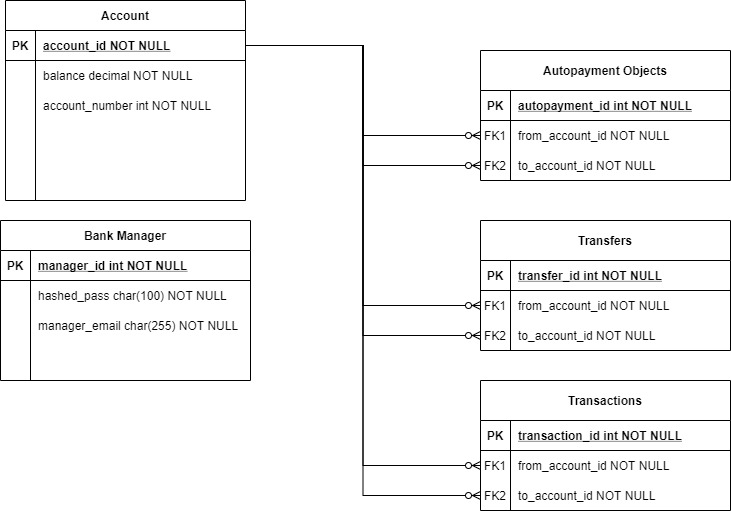 Account
PK account_id NOT NULL
balance decimal NOT NULL
account_number int NOT NULL
Bank Manager
PK manager_id int NOT NULL
hashed_pass char(100) NOT NULL
manager_email char(255) NOT NULL
Autopayment Objects
PK autopayment_id int NOT NULL
FK1 from_account_id NOT NULL
FK2 to_account_id NOT NULL
Transfers
PK transfer_id int NOT NULL
FK1 from_account_id NOT NULL
FK2 to_account_id NOT NULL
Transactions
PK transaction_id int NOT NULL
FK1 from_account_id NOT NULL
FK2 to_account_id NOT NULL